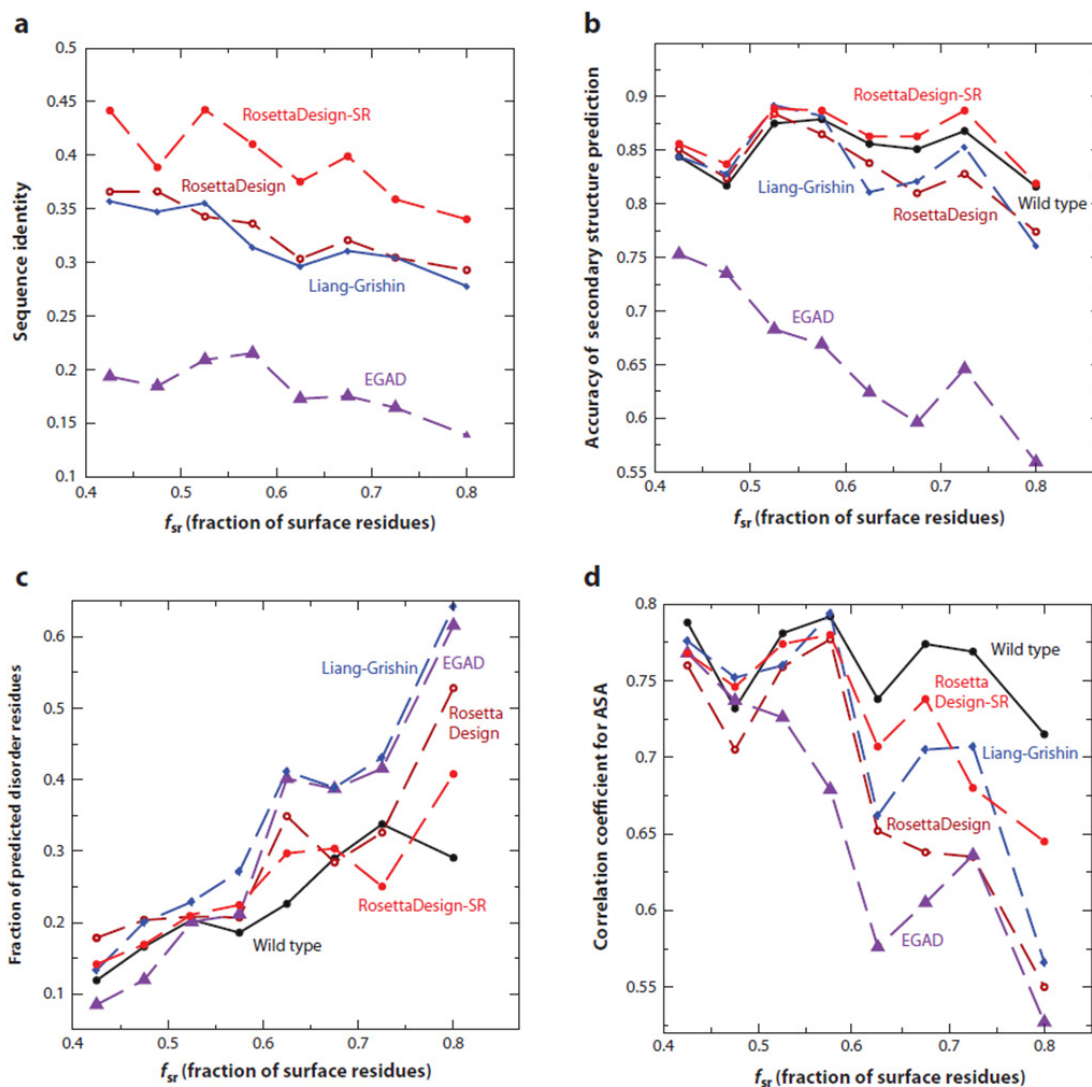 a
0.5
0.45
0.4
0.35
0.3
0.25
0.2
0.15
0.1
Sequence identity
RosettaDesign-SR
RosettaDesign
Liang-Grishin
EGAD
0.4 0.5 0.6 0.7 0.8
fsr (fraction of surface residues)
b
0.9
0.85
0.8
0.75
0.7
0.65
0.6
0.55
Accuracy of secondary structure prediction
RosettaDesign-SR
Liang-Grishin
Wild type
RosettaDesign
EGAD
0.4 0.5 0.6 0.7 0.8
fsr (fraction of surface residues)
c
0.6
0.5
0.4
0.3
0.2
0.1
Fraction of predicted disorder residues
Liang-Grishin
EGAD
Rosetta
Design
RosettaDesign-SR
Wild type
0.4 0.5 0.6 0.7 0.8
fsr (fraction of surface residues)
d
0.8
0.75
0.7
0.65
0.6
0.55
Correlation coefficient for ASA
Wild type
Rosetta
Design-SR
Liang-Grishin
RosettaDesign
EGAD
0.4 0.5 0.6 0.7 0.8
fsr (fraction of surface residues)